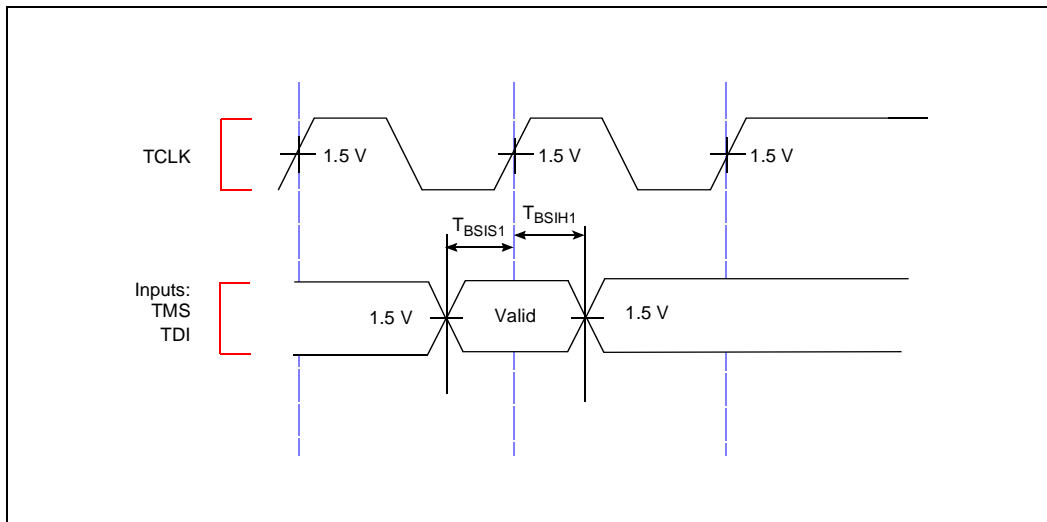 TCLK
1.5 V
1.5 V
1.5 V
TBSIS1
TBSIH1
Inputs:
TMS
TDI
1.5 V
Valid
1.5 V